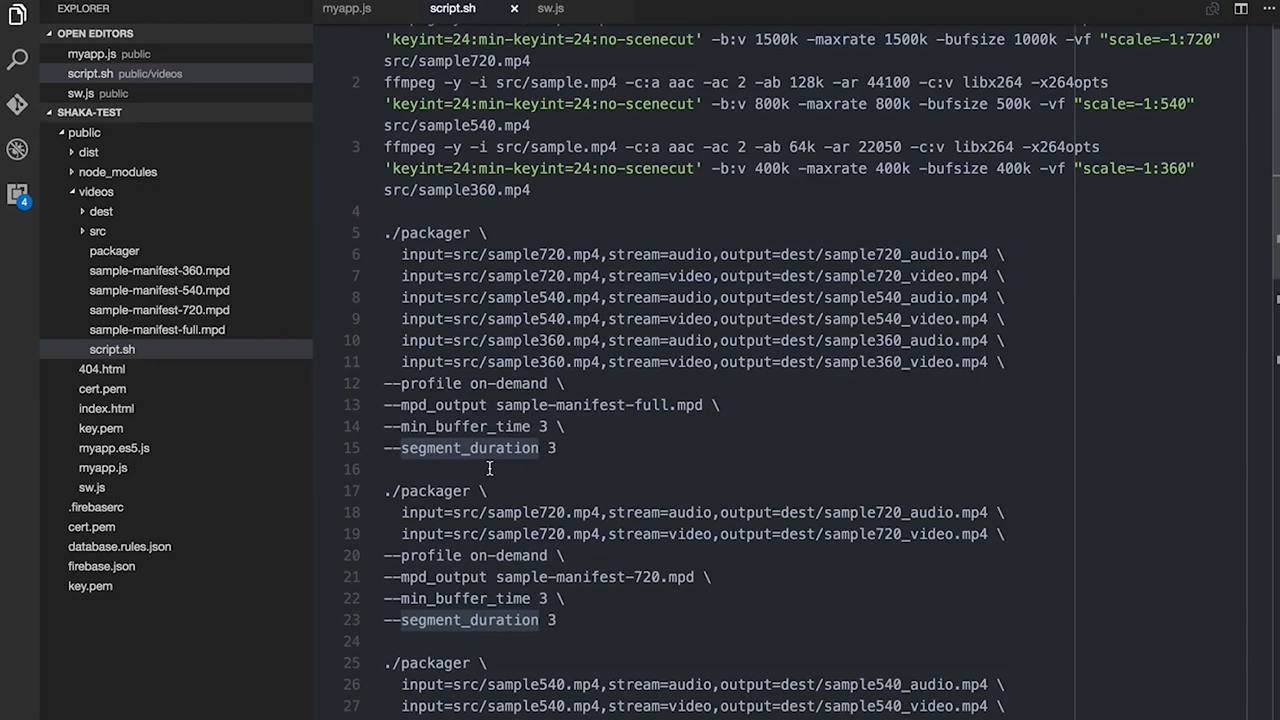 EXPLORER
OPEN EDITORS
myapp.js public
script.sh public/videos
sw.js public
SHAKA-TEST
public
dist
node_modules
videos
dest
src
packager
sample-manifest-360.mpd
sample-manifest-540.mpd
sample-manifest-720.mpd
sample-manifest-full.mpd
script.sh
404.html
cert.pem
index.html
key.pem
myapp.es5.js
myapp.js
sw.js
.firebaserc
cert.pem
database.rules.json
firebase.json
key.pem
4
myapp.js script.sh × sw.js
'keyint=24:min-keyint=24:no-scenecut' -b:v 1500k -maxrate 1500k -bufsize 1000k -vf "scale=-1:720"
src/sample720.mp4
2 ffmpeg -y -i src/sample.mp4 -c:a aac -ac 2 -ab 128k -ar 44100 -c:v libx264 -x264opts
'keyint=24:min-keyint=24:no-scenecut' -b:v 800k -maxrate 800k -bufsize 500k -vf "scale=-1:540"
src/sample540.mp4
3 ffmpeg -y -i src/sample.mp4 -c:a aac -ac 2 -ab 64k -ar 22050 -c:v libx264 -x264opts
'keyint=24:min-keyint=24:no-scenecut' -b:v 400k -maxrate 400k -bufsize 400k -vf "scale=-1:360"
src/sample360.mp4
4
5 ./packager \
6 input=src/sample720.mp4,stream=audio,output=dest/sample720_audio.mp4 \
7 input=src/sample720.mp4,stream=video,output=dest/sample720_video.mp4 \
8 input=src/sample540.mp4,stream=audio,output=dest/sample540_audio.mp4 \
9 input=src/sample540.mp4,stream=video,output=dest/sample540_video.mp4 \
10 input=src/sample360.mp4,stream=audio,output=dest/sample360_audio.mp4 \
11 input=src/sample360.mp4,stream=video,output=dest/sample360_video.mp4 \
12 --profile on-demand \
13 --mpd_output sample-manifest-full.mpd \
14 --min_buffer_time 3 \
15 --segment_duration 3
16
17 ./packager \
18 input=src/sample720.mp4,stream=audio,output=dest/sample720_audio.mp4 \
19 input=src/sample720.mp4,stream=video,output=dest/sample720_video.mp4 \
20 --profile on-demand \
21 --mpd_output sample-manifest-720.mpd \
22 --min_buffer_time 3 \
23 --segment_duration 3
24
25 ./packager \
26 input=src/sample540.mp4,stream=audio,output=dest/sample540_audio.mp4 \
27 input=src/sample540.mp4,stream=video,output=dest/sample540_video.mp4 \